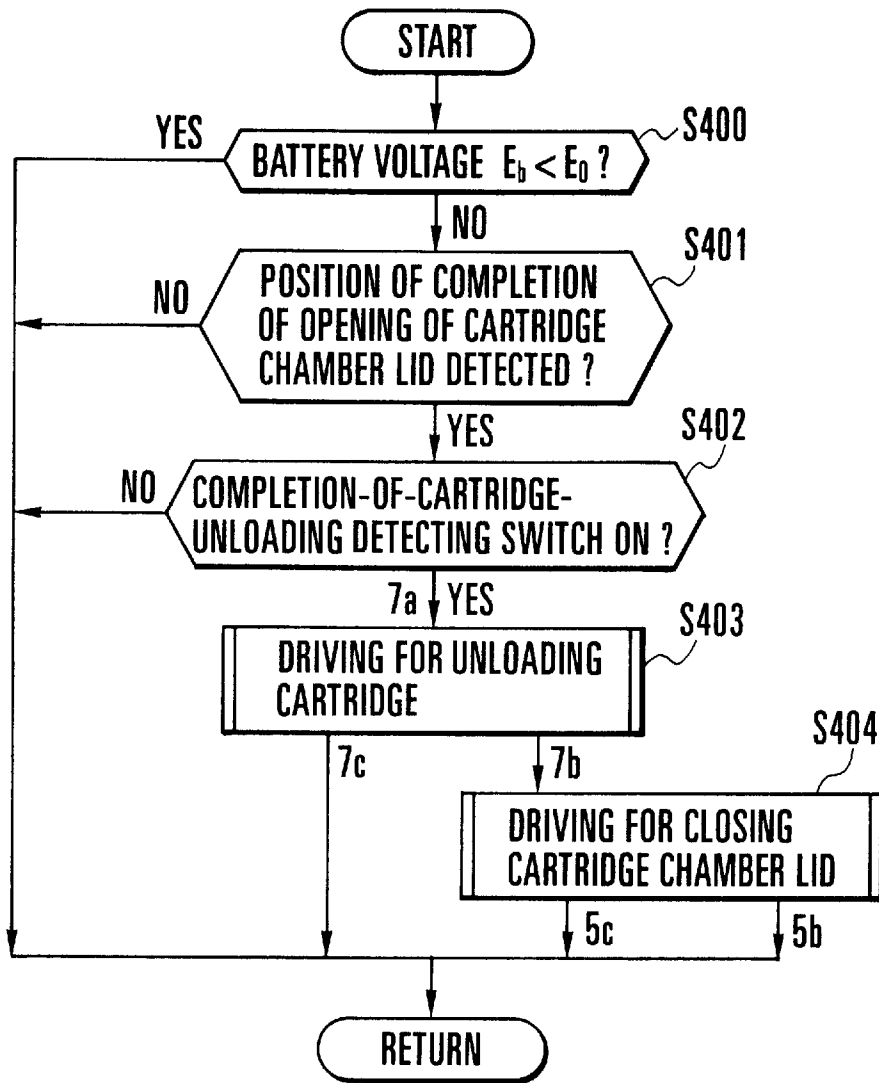 START
S400
YES
BATTERY VOLTAGE E_b < E_0 ?
NO
S401
NO
POSITION OF COMPLETION
OF OPENING OF CARTRIDGE
CHAMBER LID DETECTED ?
YES
S402
NO
COMPLETION-OF-CARTRIDGE-
UNLOADING DETECTING SWITCH ON ?
7a YES
S403
DRIVING FOR UNLOADING
CARTRIDGE
7c 7b
S404
DRIVING FOR CLOSING
CARTRIDGE CHAMBER LID
5c 5b
RETURN